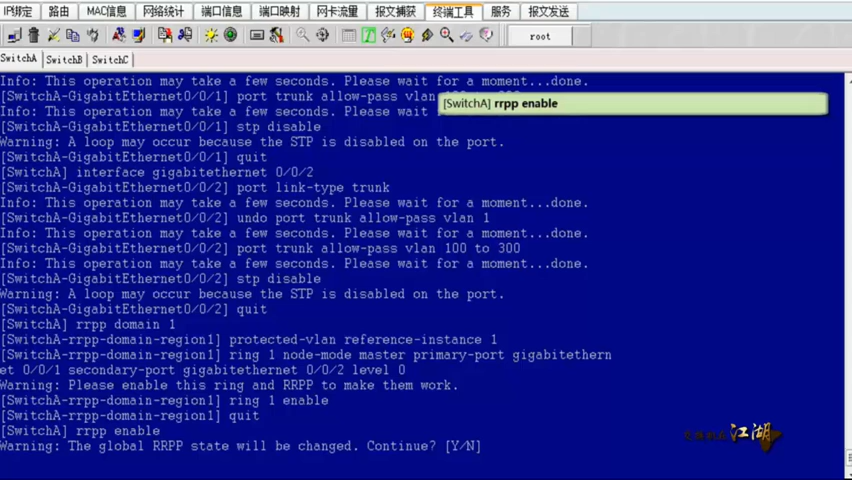 IP绑定 路由 MAC信息 网络统计 端口信息 端口映射 网卡流量 报文捕获 终端工具 服务 报文发送
root
SwitchA SwitchB SwitchC
Info: This operation may take a few seconds. Please wait for a moment...done.
[SwitchA-GigabitEthernet0/0/1] port trunk allow-pass vlan
[SwitchA] rrpp enable
Info: This operation may take a few seconds. Please wait
[SwitchA-GigabitEthernet0/0/1] stp disable
Warning: A loop may occur because the STP is disabled on the port.
[SwitchA-GigabitEthernet0/0/1] quit
[SwitchA] interface gigabitethernet 0/0/2
[SwitchA-GigabitEthernet0/0/2] port link-type trunk
Info: This operation may take a few seconds. Please wait for a moment...done.
[SwitchA-GigabitEthernet0/0/2] undo port trunk allow-pass vlan 1
Info: This operation may take a few seconds. Please wait for a moment...done.
[SwitchA-GigabitEthernet0/0/2] port trunk allow-pass vlan 100 to 300
Info: This operation may take a few seconds. Please wait for a moment...done.
[SwitchA-GigabitEthernet0/0/2] stp disable
Warning: A loop may occur because the STP is disabled on the port.
[SwitchA-GigabitEthernet0/0/2] quit
[SwitchA] rrpp domain 1
[SwitchA-rrpp-domain-region1] protected-vlan reference-instance 1
[SwitchA-rrpp-domain-region1] ring 1 node-mode master primary-port gigabitethern
et 0/0/1 secondary-port gigabitethernet 0/0/2 level 0
Warning: Please enable this ring and RRPP to make them work.
[SwitchA-rrpp-domain-region1] ring 1 enable
[SwitchA-rrpp-domain-region1] quit
[SwitchA] rrpp enable
Warning: The global RRPP state will be changed. Continue? [Y/N]
江湖